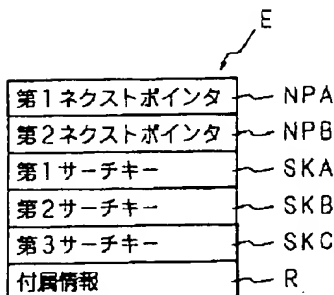 E
第1ネクストポインタ NPA
第2ネクストポインタ NPB
第1サーチキー SKA
第2サーチキー SKB
第3サーチキー SKC
付属情報 R